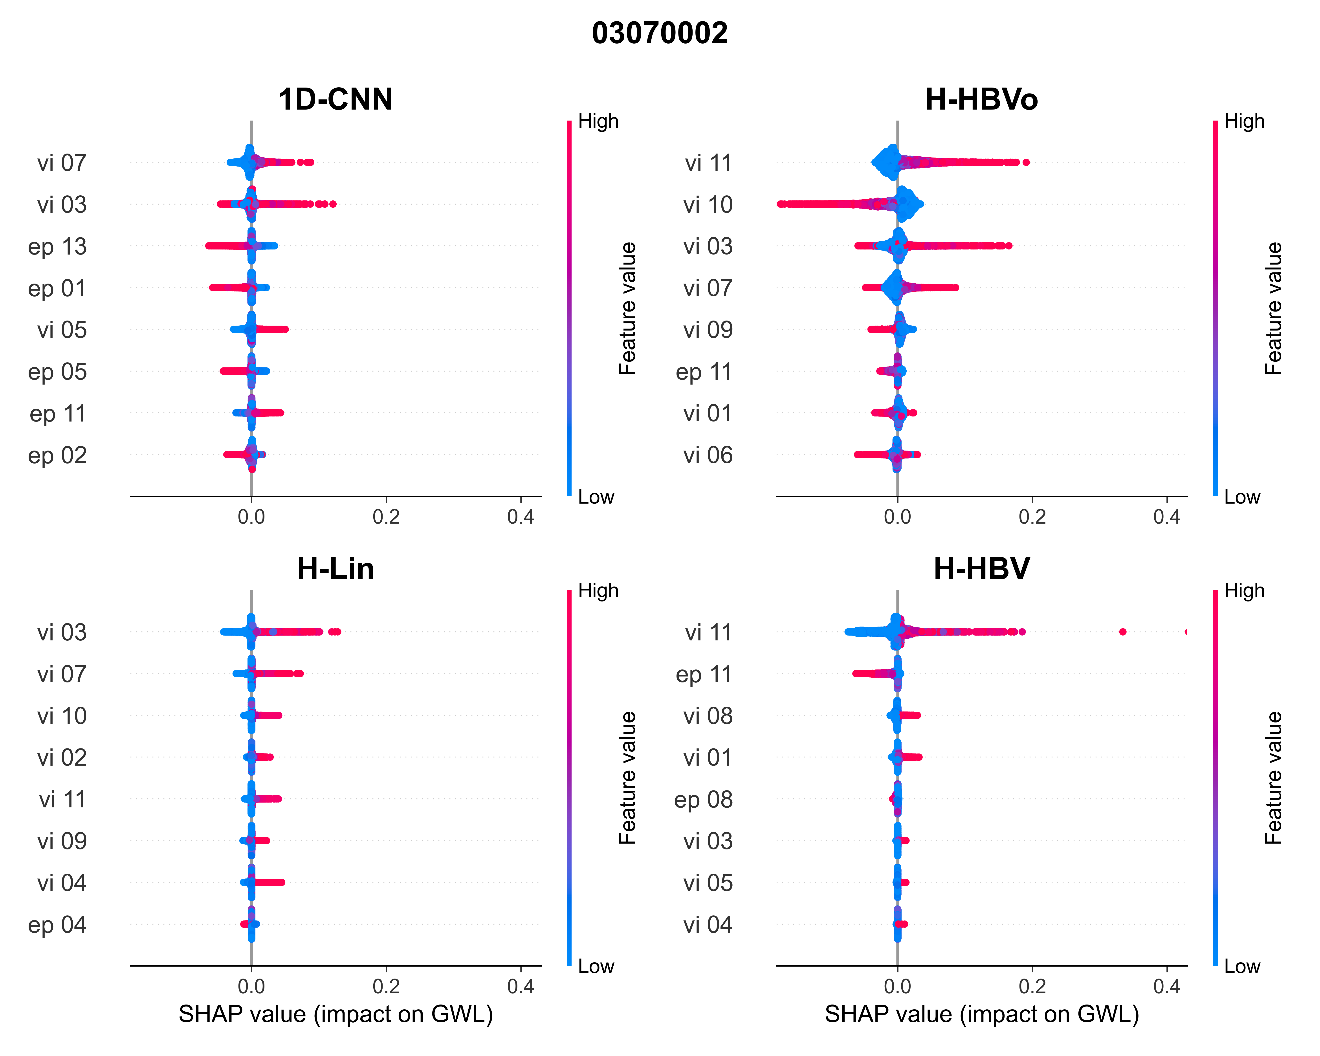 03070002
1D-CNN
High
vi 07
vi 03
ep 13
ep 01
vi 05
ep 05
ep 11
ep 02
Feature value
Low
0.0
0.2
0.4
H-HBVo
High
vi 11
vi 10
vi 03
vi 07
vi 09
ep 11
vi 01
vi 06
Feature value
Low
0.0
0.2
0.4
H-Lin
High
vi 03
vi 07
vi 10
vi 02
vi 11
vi 09
vi 04
ep 04
Feature value
Low
0.0
0.2
0.4
SHAP value (impact on GWL)
H-HBV
High
vi 11
ep 11
vi 08
vi 01
ep 08
vi 03
vi 05
vi 04
Feature value
Low
0.0
0.2
0.4
SHAP value (impact on GWL)